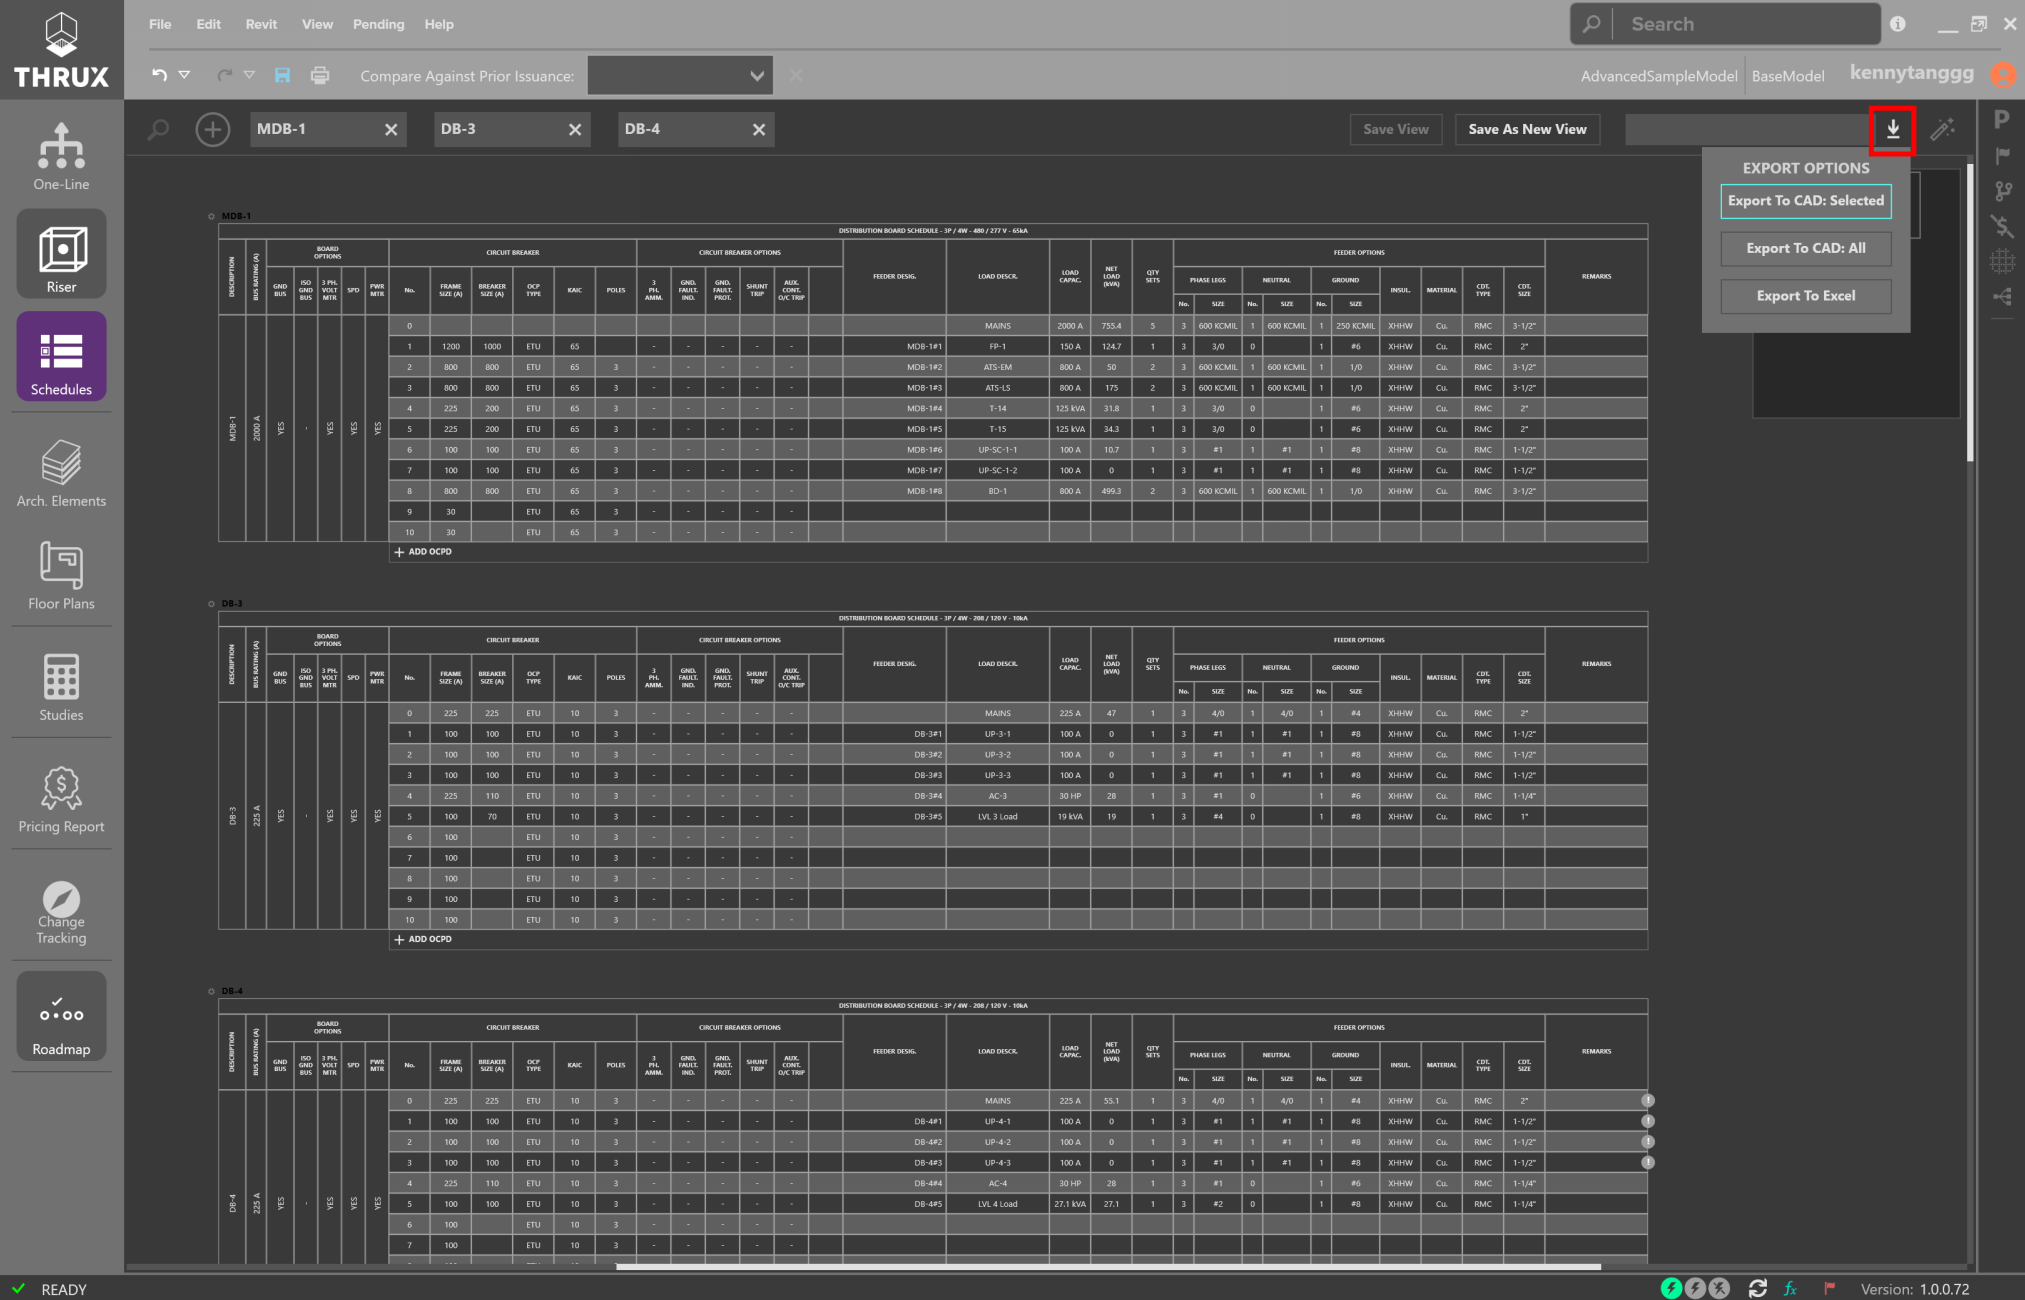 THRUX
File Edit Revit View Pending Help
Search
Compare Against Prior Issuance:
AdvancedSampleModel BaseModel kennytanggg
MDB-1 DB-3 DB-4 Save View Save As New View
EXPORT OPTIONS
Export To CAD: Selected
Export To CAD: All
Export To Excel
One-Line
Riser
Schedules
Arch. Elements
Floor Plans
Studies
Pricing Report
Change
Tracking
Roadmap
MDB-1
DISTRIBUTION BOARD SCHEDULE - 3P / 4W - 480 / 277 V - 65kA
DESCRIPTION BUS RATING (A) BOARD OPTIONS CIRCUIT BREAKER CIRCUIT BREAKER OPTIONS FEEDER DESIG. LOAD DESCR. LOAD CAPAC. NET LOAD (kVA) QTY SETS FEEDER OPTIONS REMARKS
GND BUS ISO GND BUS 3 PH. VOLT MTR SPD PWR MTR No. FRAME SIZE (A) BREAKER SIZE (A) OCP TYPE KAIC POLES 3 PH. AMM. GND. FAULT. IND. GND. FAULT. PROT. SHUNT TRIP AUX. CONT. O/C TRIP PHASE LEGS NEUTRAL GROUND INSUL. MATERIAL CDT. TYPE CDT. SIZE
No. SIZE No. SIZE No. SIZE
MDB-1 2000 A YES - YES YES YES
0 MAINS 2000 A 755.4 5 3 600 KCMIL 1 600 KCMIL 1 250 KCMIL XHHW Cu. RMC 3-1/2"
1 1200 1000 ETU 65 - - - - - MDB-1#1 FP-1 150 A 124.7 1 3 3/0 0 1 #6 XHHW Cu. RMC 2"
2 800 800 ETU 65 3 - - - - - MDB-1#2 ATS-EM 800 A 50 2 3 600 KCMIL 1 600 KCMIL 1 1/0 XHHW Cu. RMC 3-1/2"
3 800 800 ETU 65 3 - - - - - MDB-1#3 ATS-LS 800 A 175 2 3 600 KCMIL 1 600 KCMIL 1 1/0 XHHW Cu. RMC 3-1/2"
4 225 200 ETU 65 3 - - - - - MDB-1#4 T-14 125 kVA 31.8 1 3 3/0 0 1 #6 XHHW Cu. RMC 2"
5 225 200 ETU 65 3 - - - - - MDB-1#5 T-15 125 kVA 34.3 1 3 3/0 0 1 #6 XHHW Cu. RMC 2"
6 100 100 ETU 65 3 - - - - - MDB-1#6 UP-SC-1-1 100 A 10.7 1 3 #1 1 #1 1 #8 XHHW Cu. RMC 1-1/2"
7 100 100 ETU 65 3 - - - - - MDB-1#7 UP-SC-1-2 100 A 0 1 3 #1 1 #1 1 #8 XHHW Cu. RMC 1-1/2"
8 800 800 ETU 65 3 - - - - - MDB-1#8 BD-1 800 A 499.3 2 3 600 KCMIL 1 600 KCMIL 1 1/0 XHHW Cu. RMC 3-1/2"
9 30 ETU 65 3 - - - - -
10 30 ETU 65 3 - - - - -
+ ADD OCPD
DB-3
DISTRIBUTION BOARD SCHEDULE - 3P / 4W - 208 / 120 V - 10kA
DESCRIPTION BUS RATING (A) BOARD OPTIONS CIRCUIT BREAKER CIRCUIT BREAKER OPTIONS FEEDER DESIG. LOAD DESCR. LOAD CAPAC. NET LOAD (kVA) QTY SETS FEEDER OPTIONS REMARKS
GND BUS ISO GND BUS 3 PH. VOLT MTR SPD PWR MTR No. FRAME SIZE (A) BREAKER SIZE (A) OCP TYPE KAIC POLES 3 PH. AMM. GND. FAULT. IND. GND. FAULT. PROT. SHUNT TRIP AUX. CONT. O/C TRIP PHASE LEGS NEUTRAL GROUND INSUL. MATERIAL CDT. TYPE CDT. SIZE
No. SIZE No. SIZE No. SIZE
DB-3 225 A YES - YES YES YES
0 225 225 ETU 10 3 - - - - - MAINS 225 A 47 1 3 4/0 1 4/0 1 #4 XHHW Cu. RMC 2"
1 100 100 ETU 10 3 - - - - - DB-3#1 UP-3-1 100 A 0 1 3 #1 1 #1 1 #8 XHHW Cu. RMC 1-1/2"
2 100 100 ETU 10 3 - - - - - DB-3#2 UP-3-2 100 A 0 1 3 #1 1 #1 1 #8 XHHW Cu. RMC 1-1/2"
3 100 100 ETU 10 3 - - - - - DB-3#3 UP-3-3 100 A 0 1 3 #1 1 #1 1 #8 XHHW Cu. RMC 1-1/2"
4 225 110 ETU 10 3 - - - - - DB-3#4 AC-3 30 HP 28 1 3 #1 0 1 #6 XHHW Cu. RMC 1-1/4"
5 100 70 ETU 10 3 - - - - - DB-3#5 LVL 3 Load 19 kVA 19 1 3 #4 0 1 #8 XHHW Cu. RMC 1"
6 100 ETU 10 3 - - - - -
7 100 ETU 10 3 - - - - -
8 100 ETU 10 3 - - - - -
9 100 ETU 10 3 - - - - -
10 100 ETU 10 3 - - - - -
+ ADD OCPD
DB-4
DISTRIBUTION BOARD SCHEDULE - 3P / 4W - 208 / 120 V - 10kA
DESCRIPTION BUS RATING (A) BOARD OPTIONS CIRCUIT BREAKER CIRCUIT BREAKER OPTIONS FEEDER DESIG. LOAD DESCR. LOAD CAPAC. NET LOAD (kVA) QTY SETS FEEDER OPTIONS REMARKS
GND BUS ISO GND BUS 3 PH. VOLT MTR SPD PWR MTR No. FRAME SIZE (A) BREAKER SIZE (A) OCP TYPE KAIC POLES 3 PH. AMM. GND. FAULT. IND. GND. FAULT. PROT. SHUNT TRIP AUX. CONT. O/C TRIP PHASE LEGS NEUTRAL GROUND INSUL. MATERIAL CDT. TYPE CDT. SIZE
No. SIZE No. SIZE No. SIZE
DB-4 225 A YES - YES YES YES
0 225 225 ETU 10 3 - - - - - MAINS 225 A 55.1 1 3 4/0 1 4/0 1 #4 XHHW Cu. RMC 2"
1 100 100 ETU 10 3 - - - - - DB-4#1 UP-4-1 100 A 0 1 3 #1 1 #1 1 #8 XHHW Cu. RMC 1-1/2"
2 100 100 ETU 10 3 - - - - - DB-4#2 UP-4-2 100 A 0 1 3 #1 1 #1 1 #8 XHHW Cu. RMC 1-1/2"
3 100 100 ETU 10 3 - - - - - DB-4#3 UP-4-3 100 A 0 1 3 #1 1 #1 1 #8 XHHW Cu. RMC 1-1/2"
4 225 110 ETU 10 3 - - - - - DB-4#4 AC-4 30 HP 28 1 3 #1 0 1 #6 XHHW Cu. RMC 1-1/4"
5 100 100 ETU 10 3 - - - - - DB-4#5 LVL 4 Load 27.1 kVA 27.1 1 3 #2 0 1 #8 XHHW Cu. RMC 1-1/4"
6 100 ETU 10 3 - - - - -
7 100 ETU 10 3 - - - - -
P
READY
fx
Version: 1.0.0.72